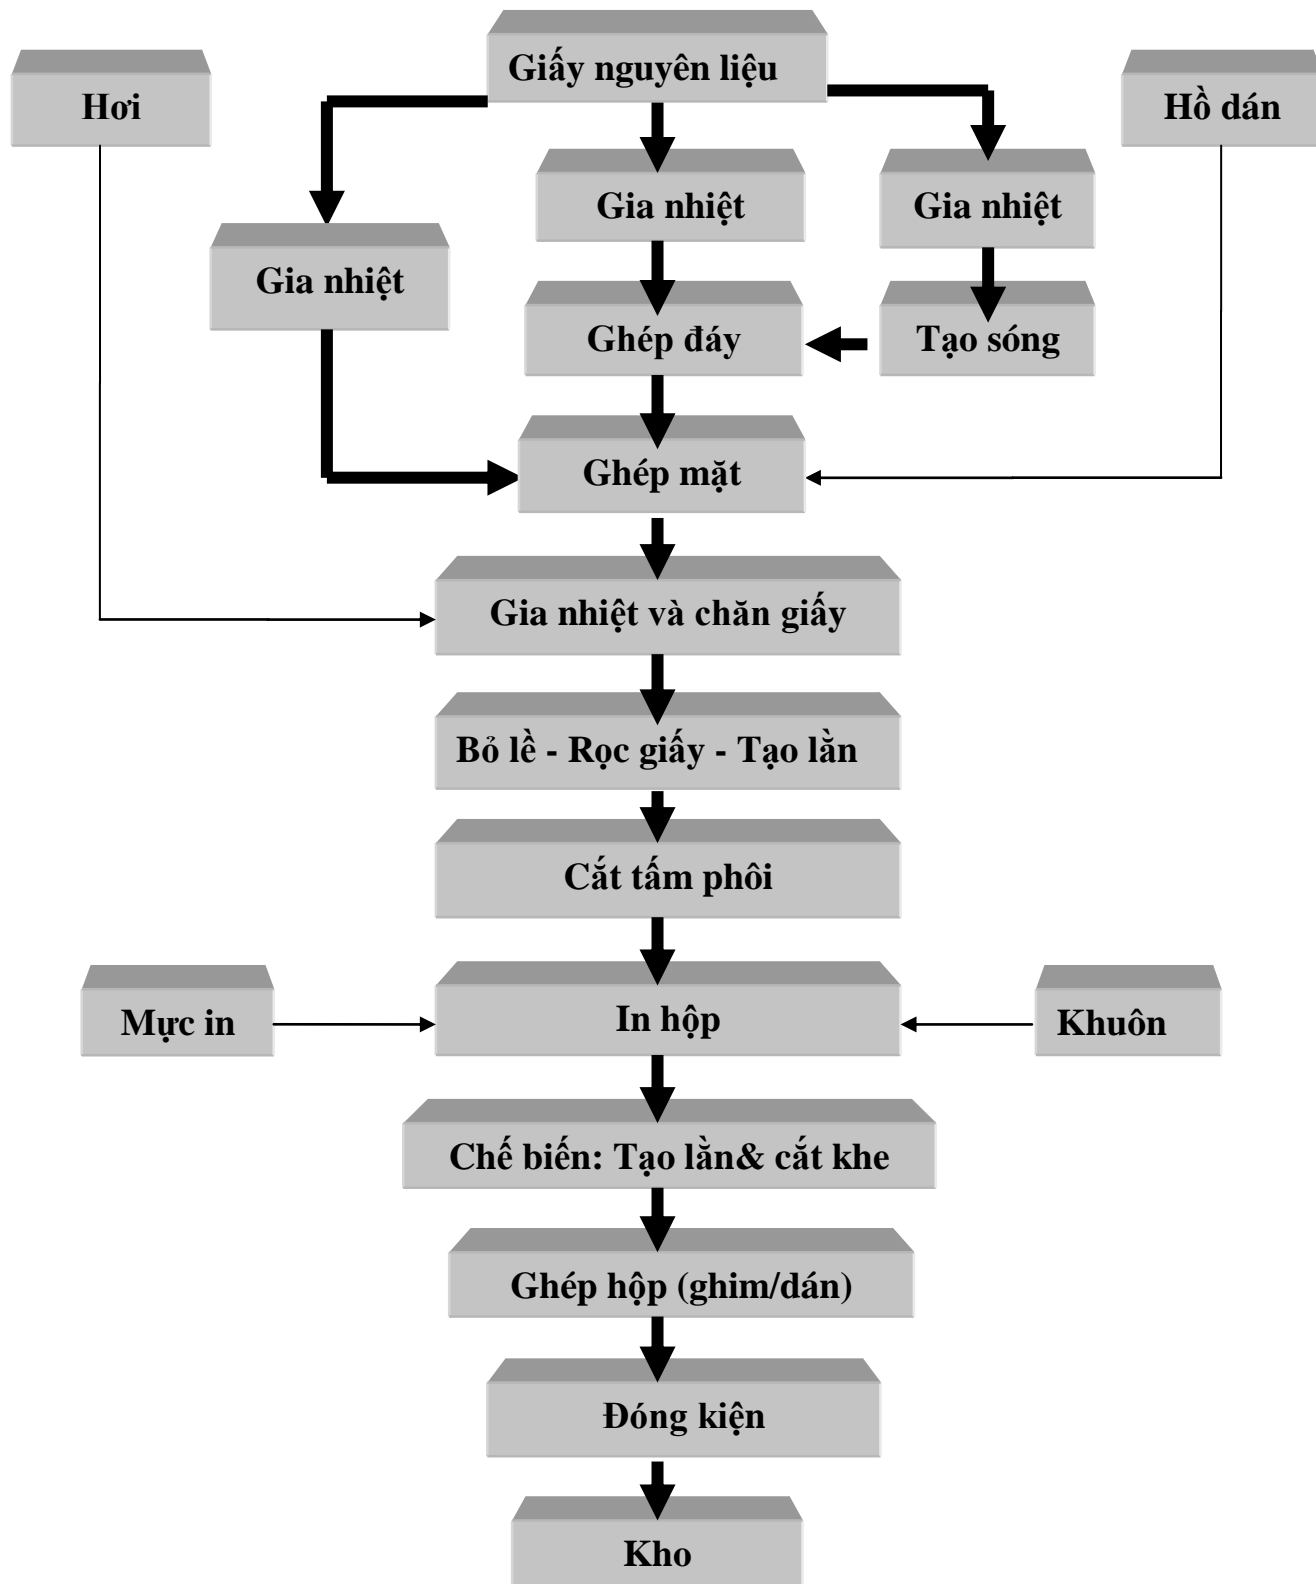 Giấy nguyên liệu
Hơi
Hồ dán
Gia nhiệt
Gia nhiệt
Gia nhiệt
Ghép đáy
Tạo sóng
Ghép mặt
Gia nhiệt và chăn giấy
Bỏ lề - Rọc giấy - Tạo lằn
Cắt tấm phôi
Mực in
In hộp
Khuôn
Chế biến: Tạo lằn& cắt khe
Ghép hộp (ghim/dán)
Đóng kiện
Kho